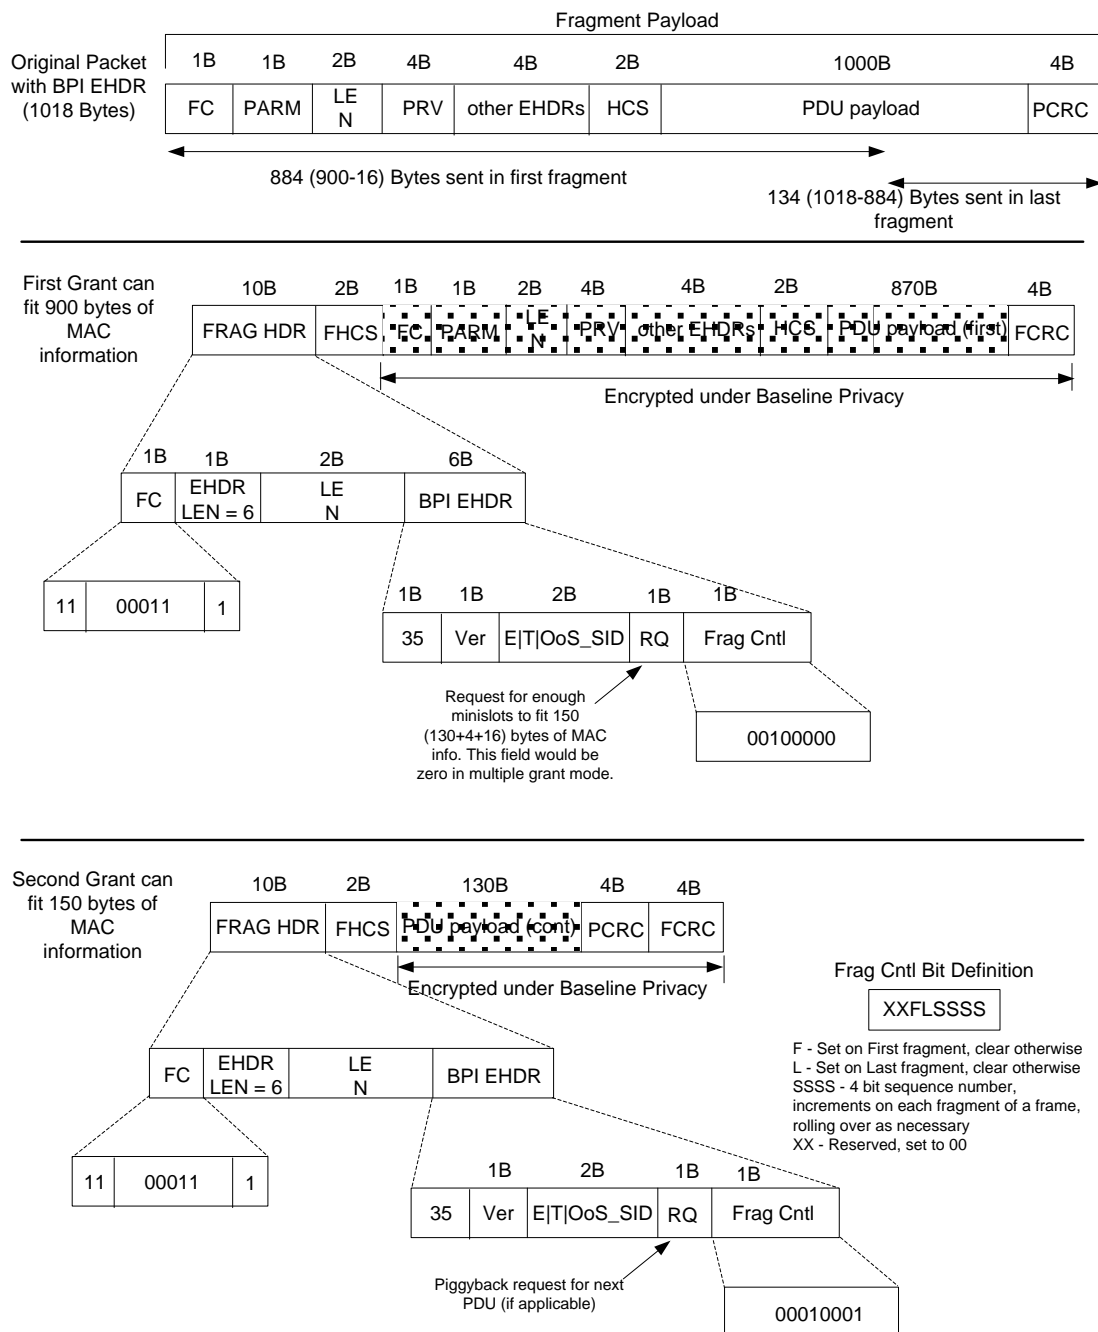 Fragment Payload
Original Packet
with BPI EHDR
(1018 Bytes)
1B 1B 2B 4B 4B 2B 1000B 4B
FC PARM LE
N PRV other EHDRs HCS PDU payload PCRC
884 (900-16) Bytes sent in first fragment
134 (1018-884) Bytes sent in last
fragment
First Grant can
fit 900 bytes of
MAC
information
10B 2B 1B 1B 2B 4B 4B 2B 870B 4B
FRAG HDR FHCS FC PARM LE
N PRV other EHDRs HCS PDU payload (first) FCRC
Encrypted under Baseline Privacy
1B 1B 2B 6B
FC EHDR
LEN = 6 LE
N BPI EHDR
11 00011 1
1B 1B 2B 1B 1B
35 Ver E|T|OoS_SID RQ Frag Cntl
Request for enough
minislots to fit 150
(130+4+16) bytes of MAC
info. This field would be
zero in multiple grant mode.
00100000
Second Grant can
fit 150 bytes of
MAC
information
10B 2B 130B 4B 4B
FRAG HDR FHCS PDU payload (cont) PCRC FCRC
Encrypted under Baseline Privacy
FC EHDR
LEN = 6 LE
N BPI EHDR
11 00011 1
1B 2B 1B 1B
35 Ver E|T|OoS_SID RQ Frag Cntl
Piggyback request for next
PDU (if applicable)
00010001
Frag Cntl Bit Definition
XXFLSSSS
F - Set on First fragment, clear otherwise
L - Set on Last fragment, clear otherwise
SSSS - 4 bit sequence number,
increments on each fragment of a frame,
rolling over as necessary
XX - Reserved, set to 00